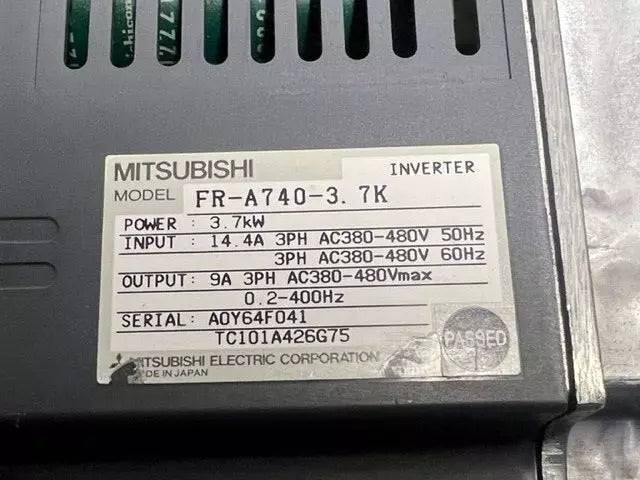 MITSUBISHI INVERTER
MODEL FR-A740-3.7K
POWER : 3.7kW
INPUT : 14.4A 3PH AC380-480V 50Hz
3PH AC380-480V 60Hz
OUTPUT: 9A 3PH AC380-480Vmax
0.2-400Hz
SERIAL: A0Y64F041
TC101A426G75
PASSED
MITSUBISHI ELECTRIC CORPORATION
MADE IN JAPAN